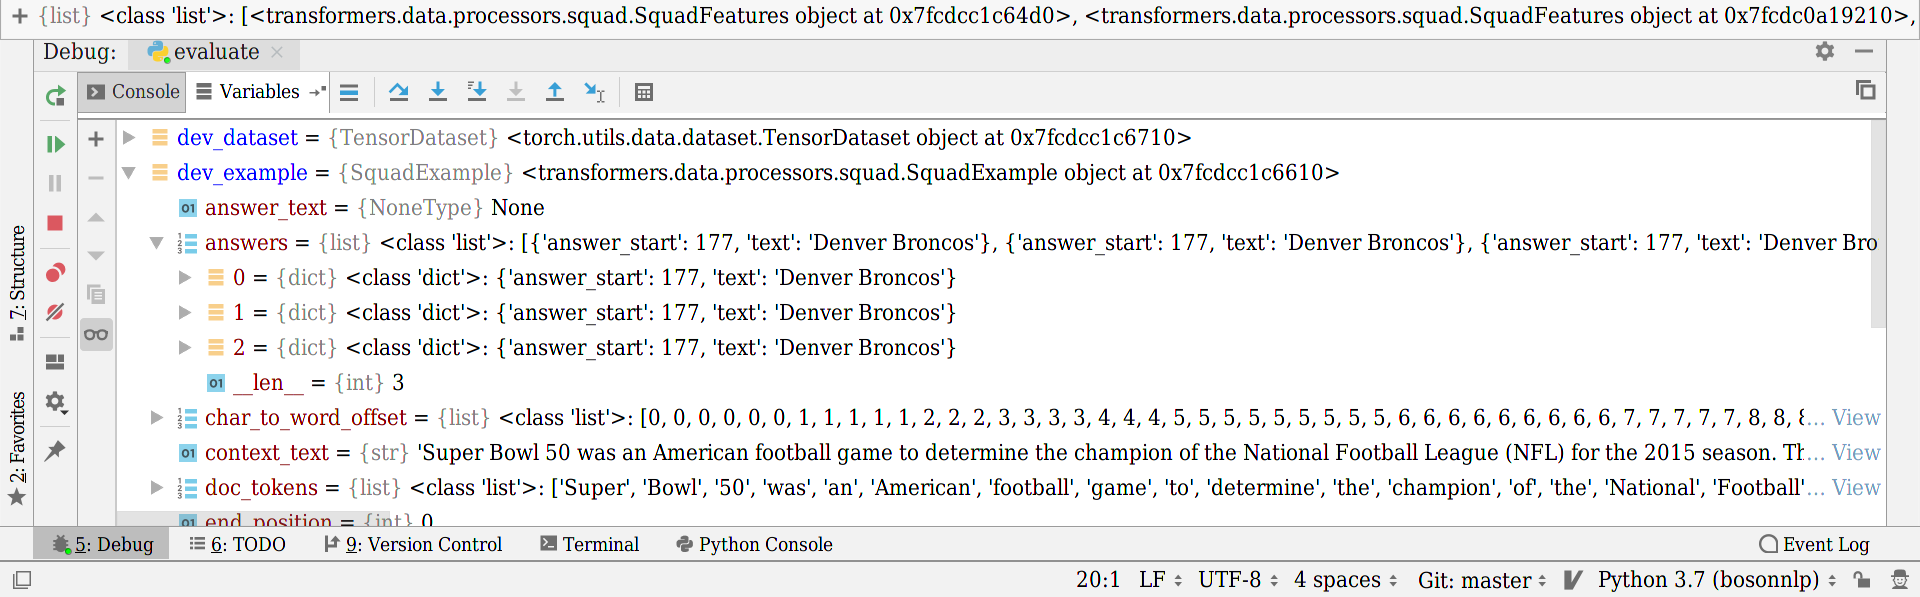 + {list} <class 'list'>: [<transformers.data.processors.squad.SquadFeatures object at 0x7fcdcc1c64d0>, <transformers.data.processors.squad.SquadFeatures object at 0x7fcdc0a19210>,
Debug: evaluate
Console Variables
dev_dataset = {TensorDataset} <torch.utils.data.dataset.TensorDataset object at 0x7fcdcc1c6710>
dev_example = {SquadExample} <transformers.data.processors.squad.SquadExample object at 0x7fcdcc1c6610>
answer_text = {NoneType} None
answers = {list} <class 'list'>: [{'answer_start': 177, 'text': 'Denver Broncos'}, {'answer_start': 177, 'text': 'Denver Broncos'}, {'answer_start': 177, 'text': 'Denver Bro
0 = {dict} <class 'dict'>: {'answer_start': 177, 'text': 'Denver Broncos'}
1 = {dict} <class 'dict'>: {'answer_start': 177, 'text': 'Denver Broncos'}
2 = {dict} <class 'dict'>: {'answer_start': 177, 'text': 'Denver Broncos'}
__len__ = {int} 3
char_to_word_offset = {list} <class 'list'>: [0, 0, 0, 0, 0, 0, 1, 1, 1, 1, 1, 2, 2, 2, 3, 3, 3, 3, 4, 4, 4, 5, 5, 5, 5, 5, 5, 5, 5, 5, 6, 6, 6, 6, 6, 6, 6, 6, 6, 7, 7, 7, 7, 7, 8, 8, 8... View
context_text = {str} 'Super Bowl 50 was an American football game to determine the champion of the National Football League (NFL) for the 2015 season. Th... View
doc_tokens = {list} <class 'list'>: ['Super', 'Bowl', '50', 'was', 'an', 'American', 'football', 'game', 'to', 'determine', 'the', 'champion', 'of', 'the', 'National', 'Football'... View
end_position = {int} 0
7: Structure
2: Favorites
5: Debug 6: TODO 9: Version Control Terminal Python Console Event Log
20:1 LF UTF-8 4 spaces Git: master Python 3.7 (bosonnlp)